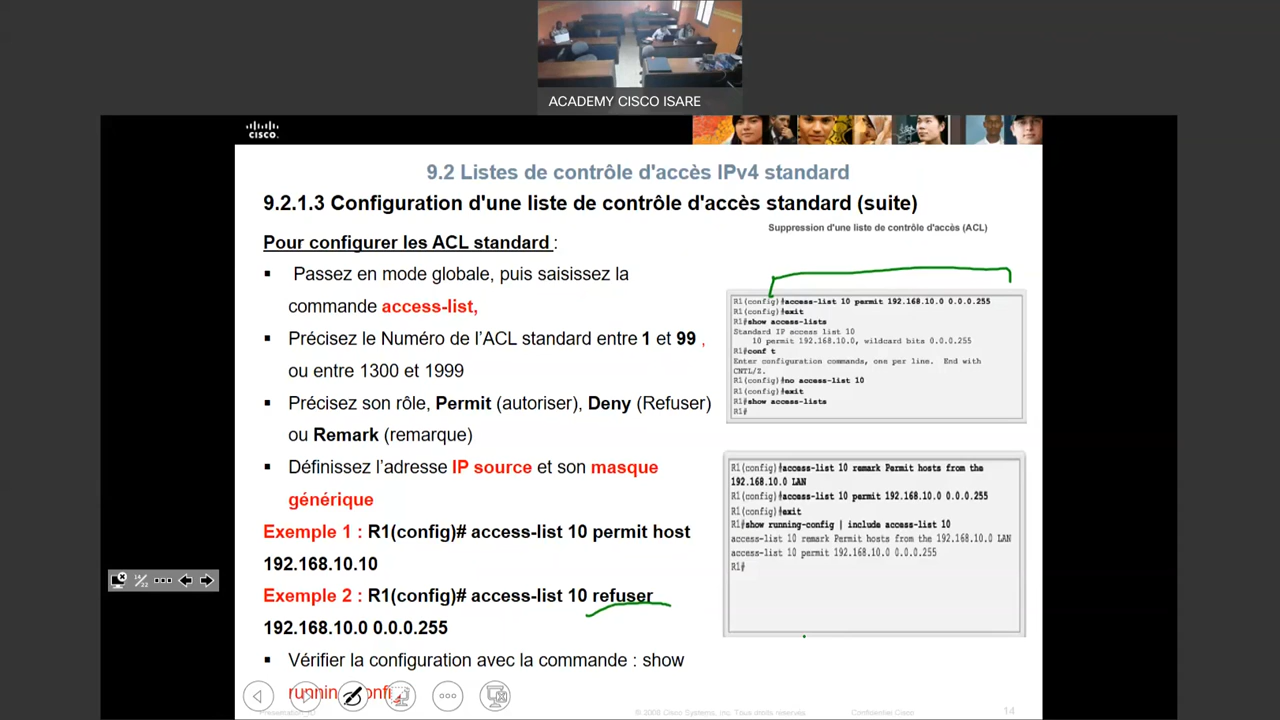 ACADEMY CISCO ISARE
CISCO.
9.2 Listes de contrôle d'accès IPv4 standard
9.2.1.3 Configuration d'une liste de contrôle d'accès standard (suite)
Suppression d'une liste de contrôle d'accès (ACL)
Pour configurer les ACL standard :
▪ Passez en mode globale, puis saisissez la
commande access-list,
▪ Précisez le Numéro de l’ACL standard entre 1 et 99 ,
ou entre 1300 et 1999
▪ Précisez son rôle, Permit (autoriser), Deny (Refuser)
ou Remark (remarque)
▪ Définissez l’adresse IP source et son masque
générique
Exemple 1 : R1(config)# access-list 10 permit host
192.168.10.10
Exemple 2 : R1(config)# access-list 10 refuser
192.168.10.0 0.0.0.255
▪ Vérifier la configuration avec la commande : show
R1(config)#access-list 10 permit 192.168.10.0 0.0.0.255
R1(config)#exit
R1#show access-lists
Standard IP access list 10
10 permit 192.168.10.0, wildcard bits 0.0.0.255
R1#conf t
Enter configuration commands, one per line. End with
CNTL/Z.
R1(config)#no access-list 10
R1(config)#exit
R1#show access-lists
R1#
R1(config)#access-list 10 remark Permit hosts from the
192.168.10.0 LAN
R1(config)#access-list 10 permit 192.168.10.0 0.0.0.255
R1(config)#exit
R1#show running-config | include access-list 10
access-list 10 remark Permit hosts from the 192.168.10.0 LAN
access-list 10 permit 192.168.10.0 0.0.0.255
R1#
14/22
© 2008 Cisco Systems, Inc. Tous droits réservés.
Confidentiel Cisco
14